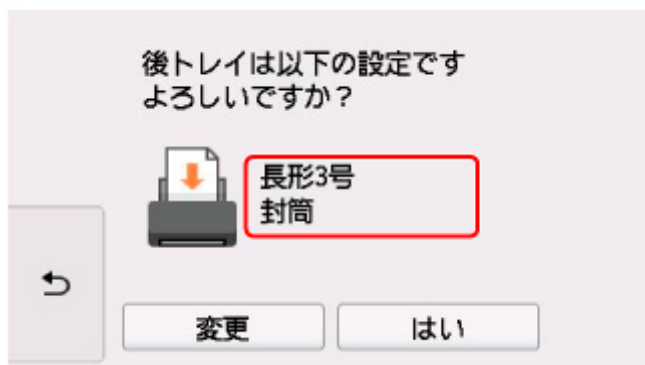 後トレイは以下の設定です
よろしいですか？
長形3号
封筒
変更
はい